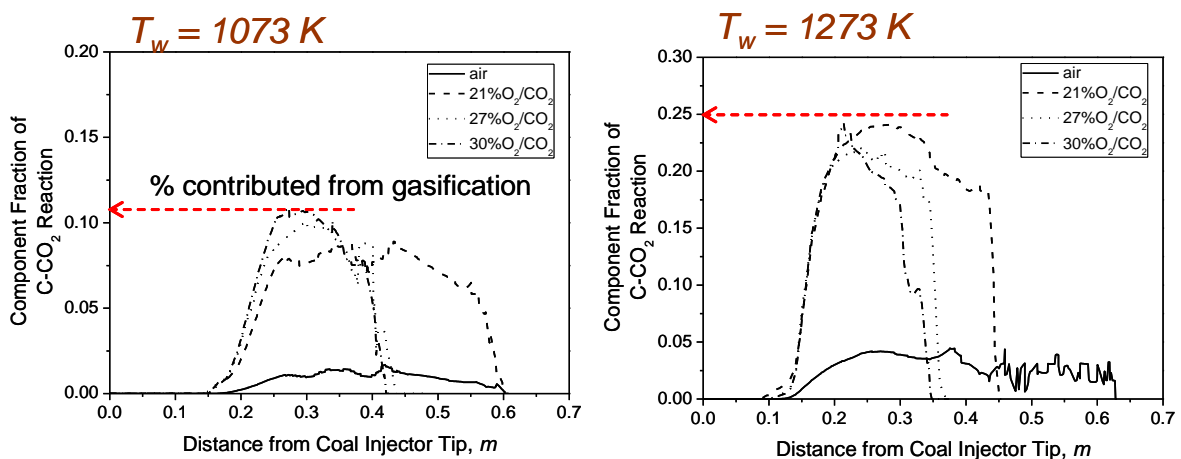 T_w = 1073 K
0.20
0.15
0.10
0.05
0.00
0.0 0.1 0.2 0.3 0.4 0.5 0.6 0.7
Component Fraction of
C-CO₂ Reaction
Distance from Coal Injector Tip, m
air
21%O₂/CO₂
27%O₂/CO₂
30%O₂/CO₂
% contributed from gasification
T_w = 1273 K
0.30
0.25
0.20
0.15
0.10
0.05
0.00
0.0 0.1 0.2 0.3 0.4 0.5 0.6 0.7
Component Fraction of
C-CO₂ Reaction
Distance from Coal Injector Tip, m
air
21%O₂/CO₂
27%O₂/CO₂
30%O₂/CO₂